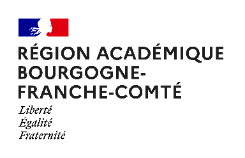 RÉGION ACADÉMIQUE
BOURGOGNE-
FRANCHE-COMTÉ
Liberté
Égalité
Fraternité